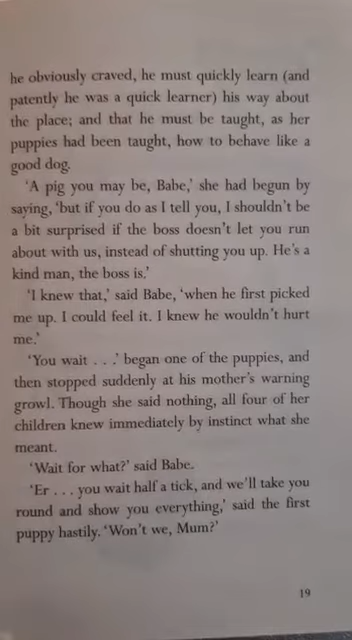 he obviously craved, he must quickly learn (and
patently he was a quick learner) his way about
the place; and that he must be taught, as her
puppies had been taught, how to behave like a
good dog.
‘A pig you may be, Babe,’ she had begun by
saying, ‘but if you do as I tell you, I shouldn’t be
a bit surprised if the boss doesn’t let you run
about with us, instead of shutting you up. He’s a
kind man, the boss is.’
‘I knew that,’ said Babe, ‘when he first picked
me up. I could feel it. I knew he wouldn’t hurt
me.’
‘You wait . . .’ began one of the puppies, and
then stopped suddenly at his mother’s warning
growl. Though she said nothing, all four of her
children knew immediately by instinct what she
meant.
‘Wait for what?’ said Babe.
‘Er . . . you wait half a tick, and we’ll take you
round and show you everything,’ said the first
puppy hastily. ‘Won’t we, Mum?’
19